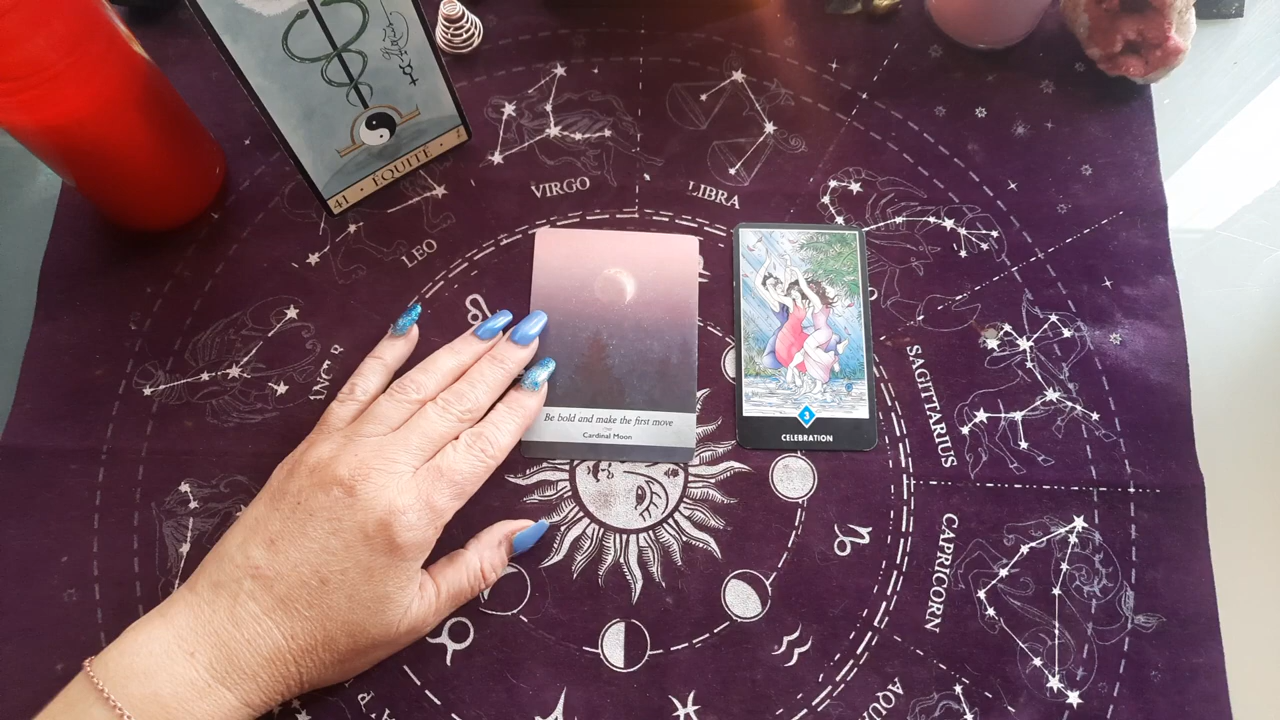 41 · ÉQUITÉ ·
VIRGO
LIBRA
LEO
SAGITTARIUS
CAPRICORN
Be bold and make the first move
Cardinal Moon
3
CELEBRATION